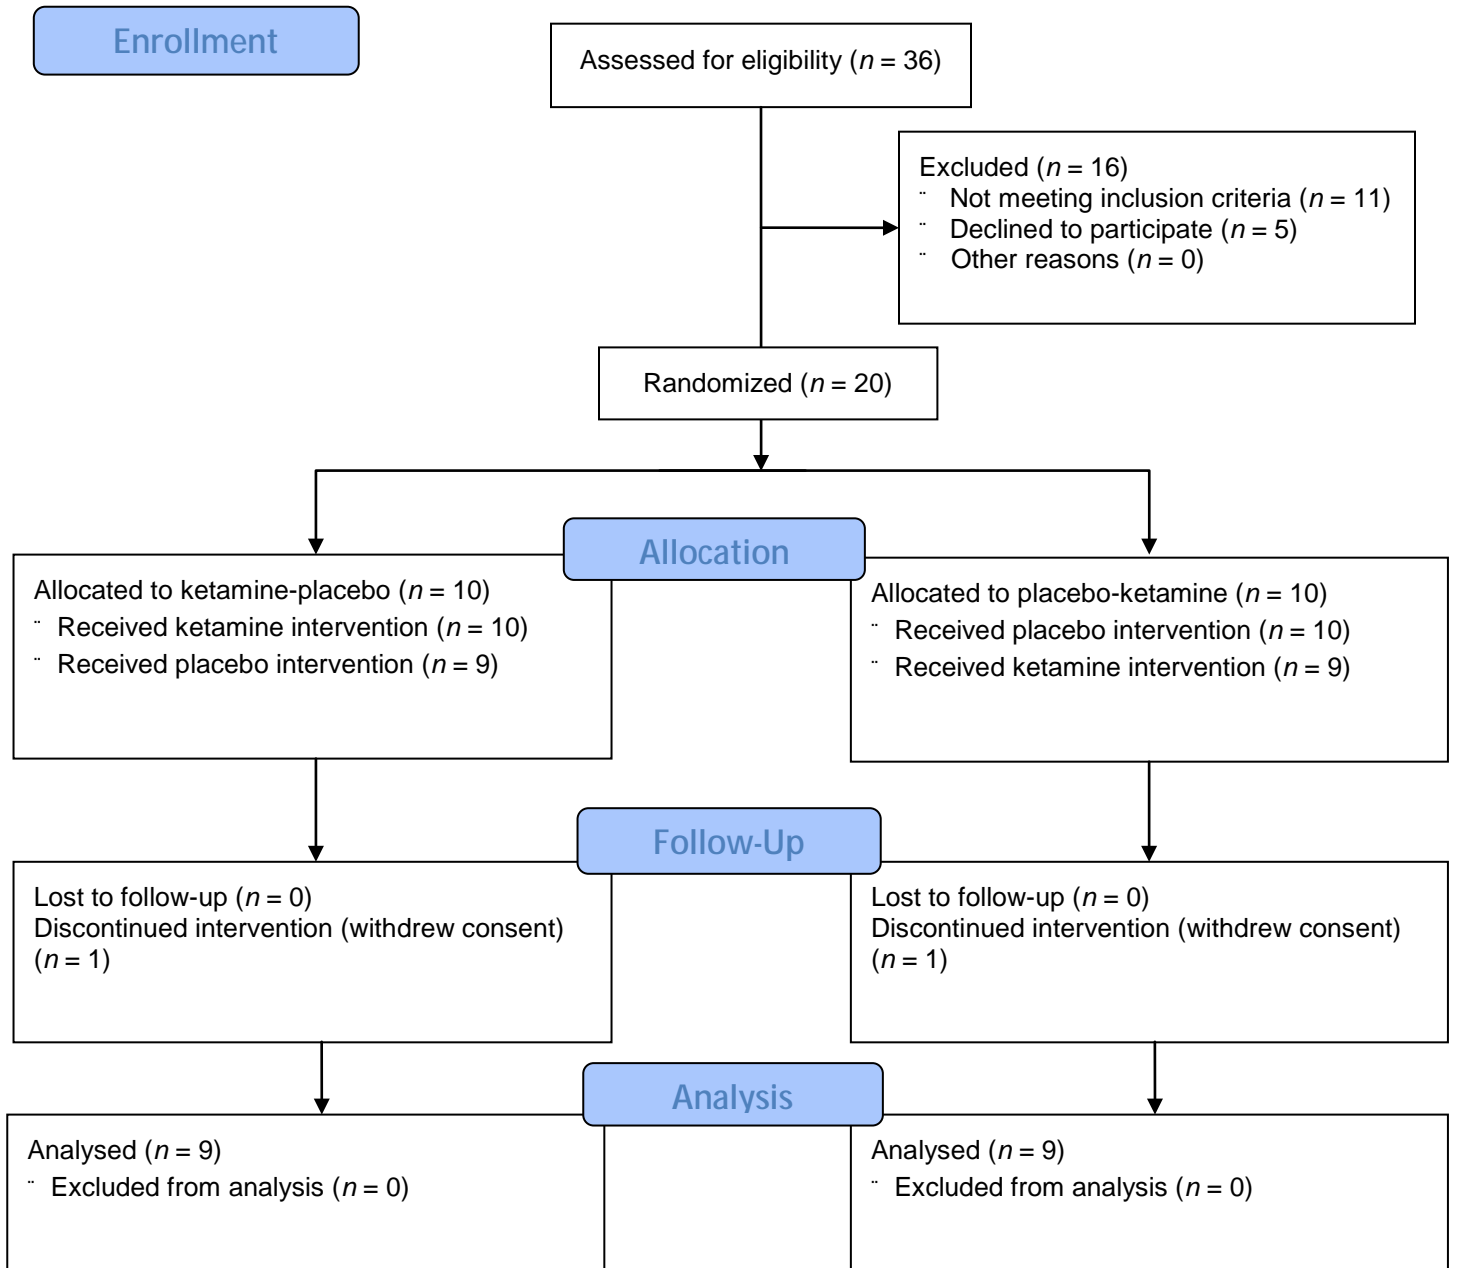 Enrollment
Assessed for eligibility (n = 36)
Excluded (n = 16)
¨ Not meeting inclusion criteria (n = 11)
¨ Declined to participate (n = 5)
¨ Other reasons (n = 0)
Randomized (n = 20)
Allocation
Allocated to ketamine-placebo (n = 10)
¨ Received ketamine intervention (n = 10)
¨ Received placebo intervention (n = 9)
Allocated to placebo-ketamine (n = 10)
¨ Received placebo intervention (n = 10)
¨ Received ketamine intervention (n = 9)
Follow-Up
Lost to follow-up (n = 0)
Discontinued intervention (withdrew consent)
(n = 1)
Lost to follow-up (n = 0)
Discontinued intervention (withdrew consent)
(n = 1)
Analysis
Analysed (n = 9)
¨ Excluded from analysis (n = 0)
Analysed (n = 9)
¨ Excluded from analysis (n = 0)